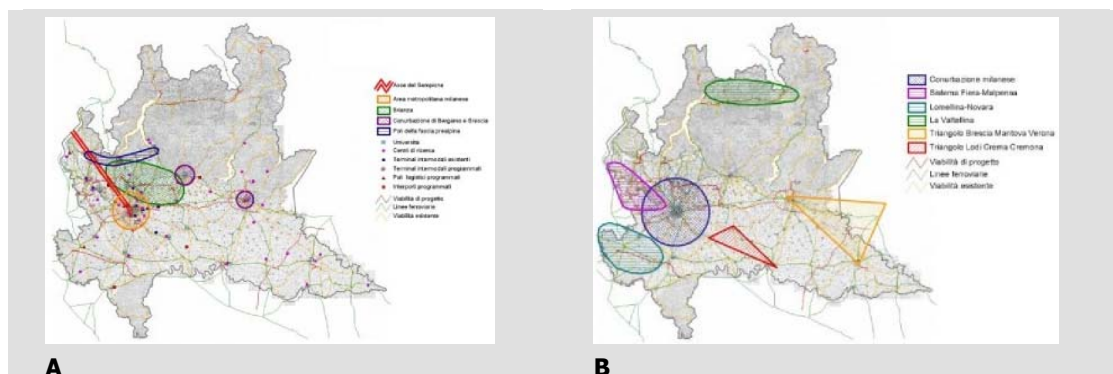 Asse del Sempione
Area metropolitana milanese
Brianza
Conurbazione di Bergamo e Brescia
Poli della fascia prealpina
Università
Centri di ricerca
Terminal intermodali esistenti
Terminal intermodali programmati
Poli logistici programmati
Interporti programmati
Viabilità di progetto
Linee ferroviarie
Viabilità esistente
A
Conurbazione milanese
Sistema Fiera-Malpensa
Lomellina-Novara
La Valtellina
Triangolo Brescia Mantova Verona
Triangolo Lodi Crema Cremona
Viabilità di progetto
Linee ferroviarie
Viabilità esistente
B